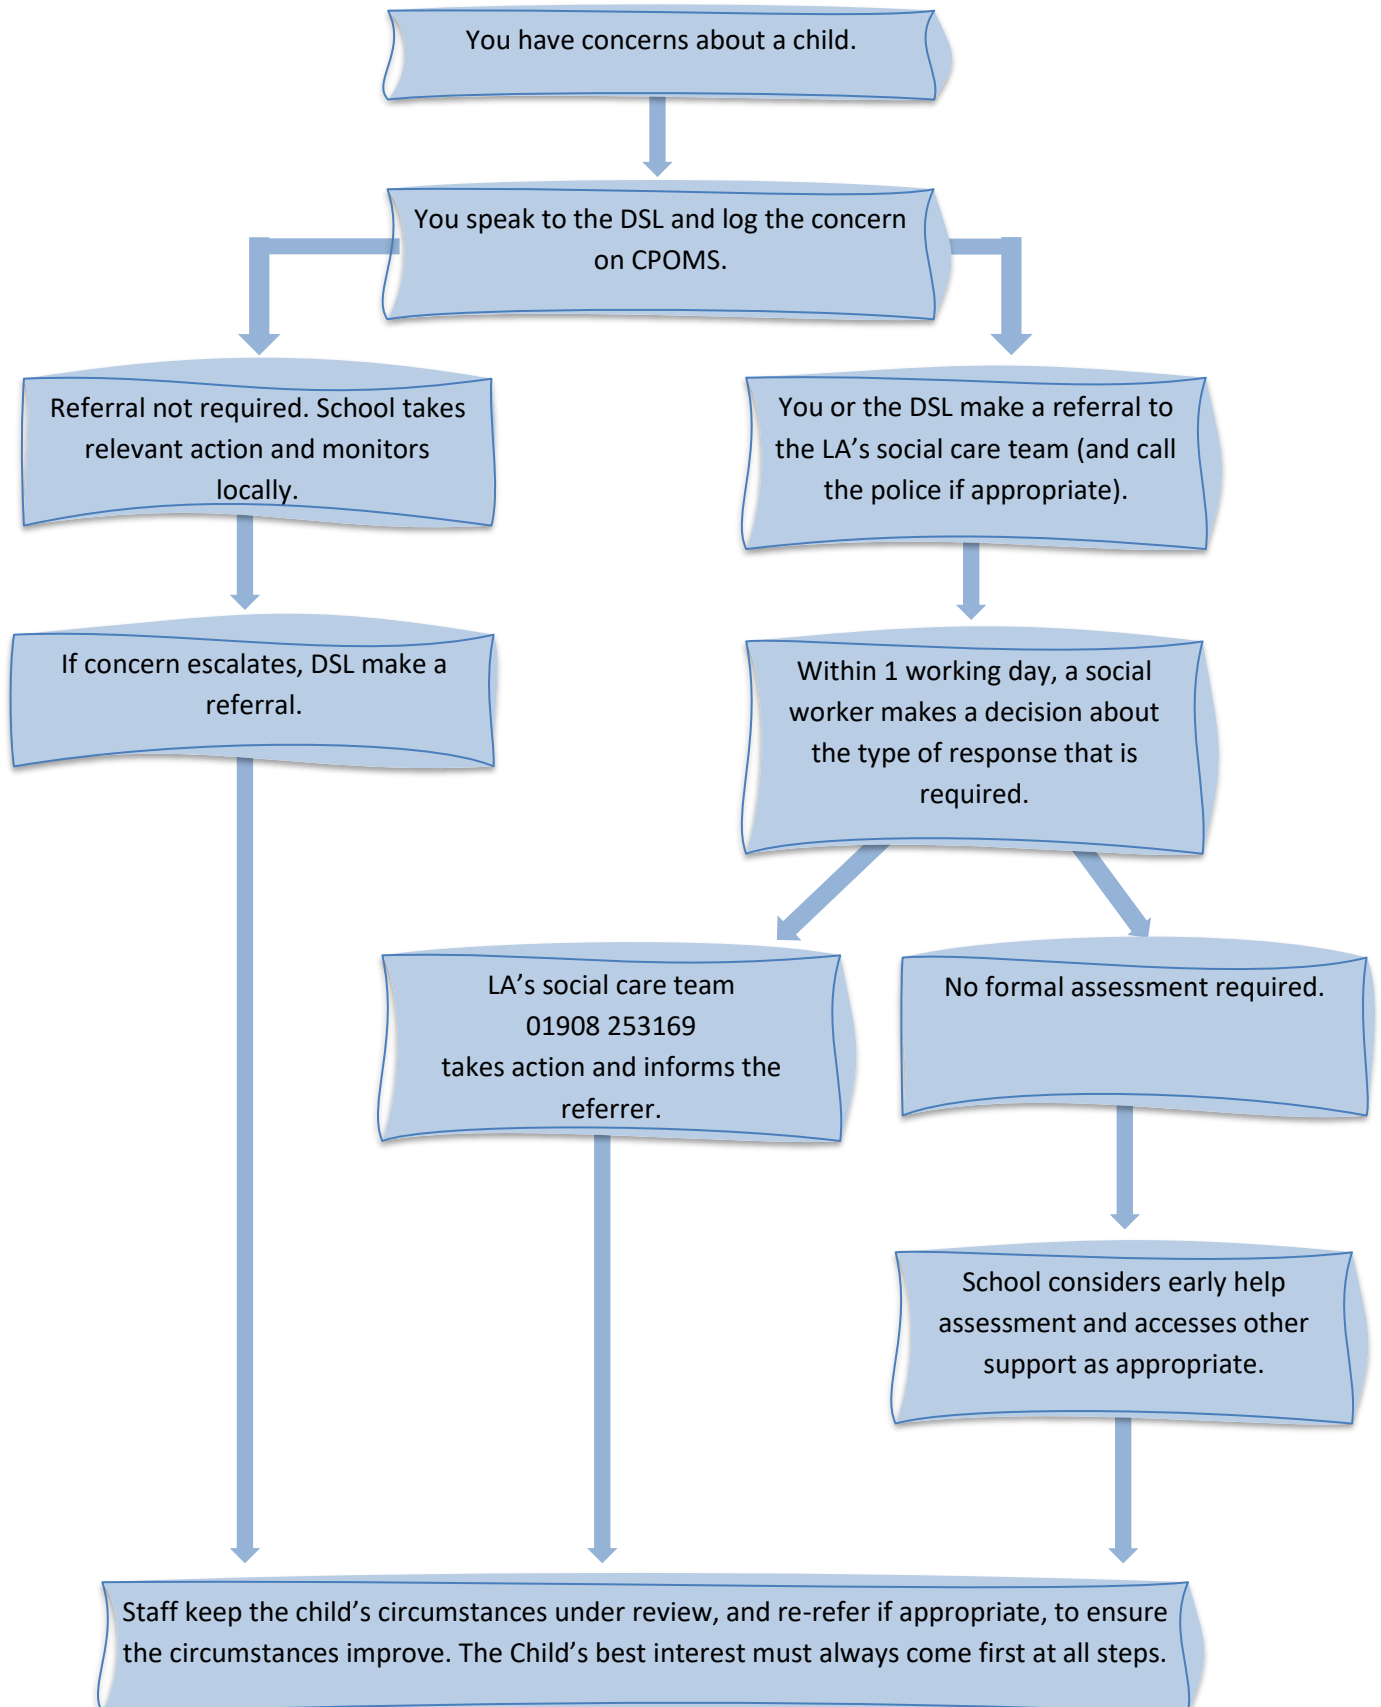 You have concerns about a child.
You speak to the DSL and log the concern
on CPOMS.
Referral not required. School takes
relevant action and monitors
locally.
You or the DSL make a referral to
the LA’s social care team (and call
the police if appropriate).
If concern escalates, DSL make a
referral.
Within 1 working day, a social
worker makes a decision about
the type of response that is
required.
LA’s social care team
01908 253169
takes action and informs the
referrer.
No formal assessment required.
School considers early help
assessment and accesses other
support as appropriate.
Staff keep the child’s circumstances under review, and re-refer if appropriate, to ensure
the circumstances improve. The Child’s best interest must always come first at all steps.